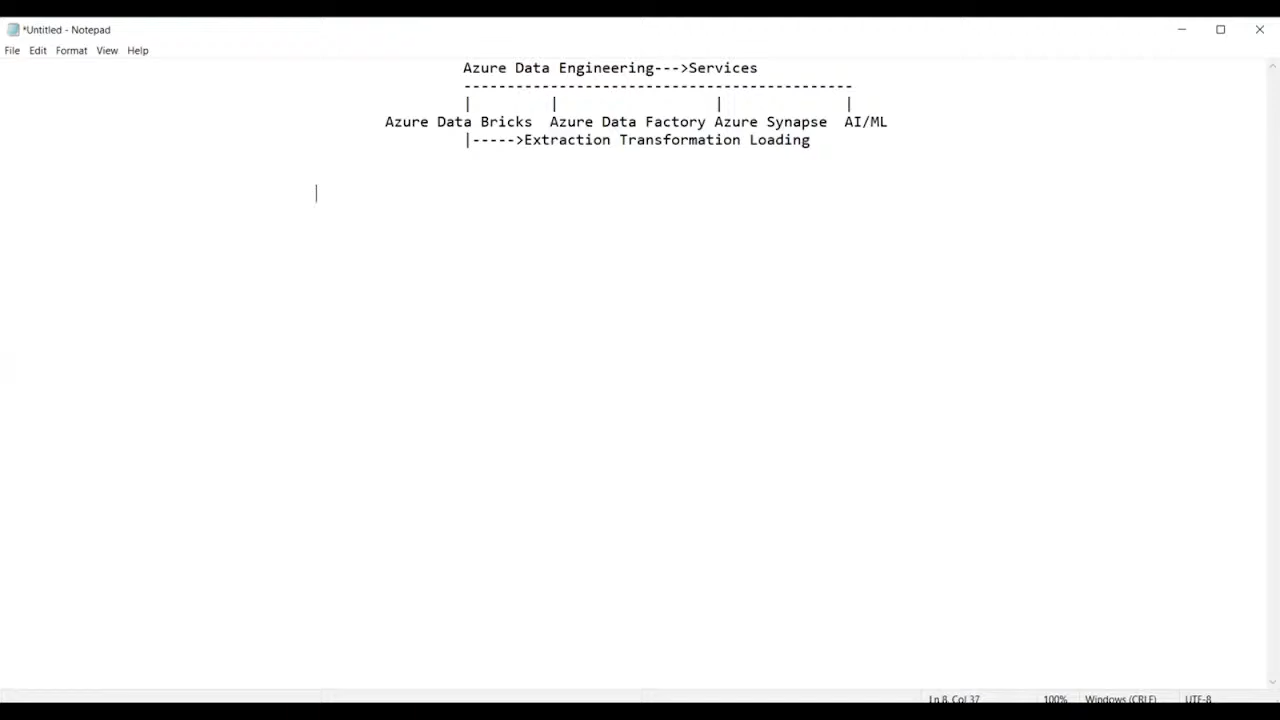 *Untitled - Notepad
File Edit Format View Help
Azure Data Engineering--->Services
---------------------------------------------
| | | |
Azure Data Bricks Azure Data Factory Azure Synapse AI/ML
|----->Extraction Transformation Loading
Ln 8, Col 37 100% Windows (CRLF) UTF-8